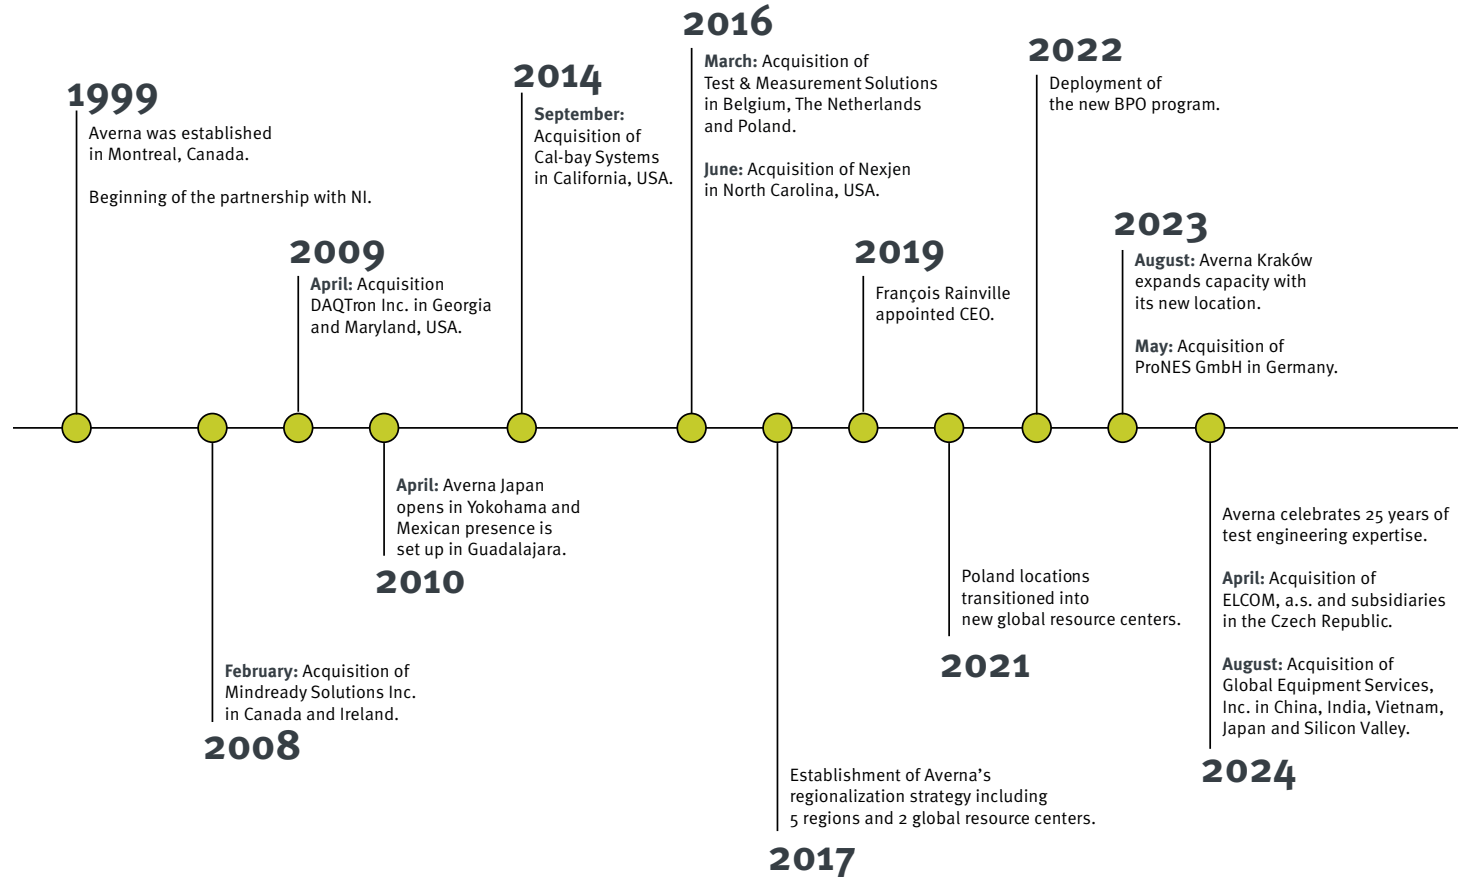 1999
Averna was established
in Montreal, Canada.
Beginning of the partnership with NI.
February: Acquisition of
Mindready Solutions Inc.
in Canada and Ireland.
2008
2009
April: Acquisition
DAQTron Inc. in Georgia
and Maryland, USA.
April: Averna Japan
opens in Yokohama and
Mexican presence is
set up in Guadalajara.
2010
2014
September:
Acquisition of
Cal-bay Systems
in California, USA.
2016
March: Acquisition of
Test & Measurement Solutions
in Belgium, The Netherlands
and Poland.
June: Acquisition of Nexjen
in North Carolina, USA.
Establishment of Averna's
regionalization strategy including
5 regions and 2 global resource centers.
2017
2019
François Rainville
appointed CEO.
Poland locations
transitioned into
new global resource centers.
2021
2022
Deployment of
the new BPO program.
2023
August: Averna Kraków
expands capacity with
its new location.
May: Acquisition of
ProNES GmbH in Germany.
Averna celebrates 25 years of
test engineering expertise.
April: Acquisition of
ELCOM, a.s. and subsidiaries
in the Czech Republic.
August: Acquisition of
Global Equipment Services,
Inc. in China, India, Vietnam,
Japan and Silicon Valley.
2024